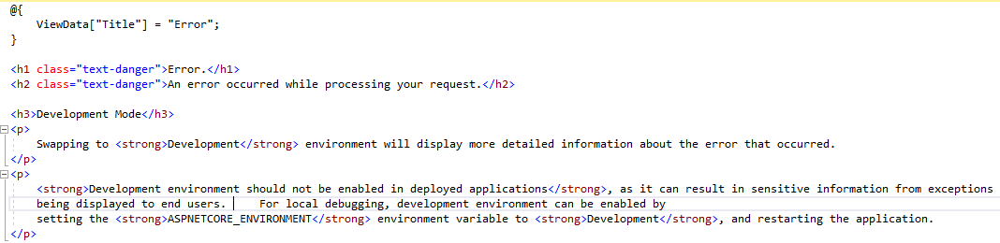 @{
ViewData["Title"] = "Error";
}
<h1 class="text-danger">Error.</h1>
<h2 class="text-danger">An error occurred while processing your request.</h2>
<h3>Development Mode</h3>
<p>
Swapping to <strong>Development</strong> environment will display more detailed information about the error that occurred.
</p>
<p>
<strong>Development environment should not be enabled in deployed applications</strong>, as it can result in sensitive information from exceptions
being displayed to end users. For local debugging, development environment can be enabled by
setting the <strong>ASPNETCORE_ENVIRONMENT</strong> environment variable to <strong>Development</strong>, and restarting the application.
</p>